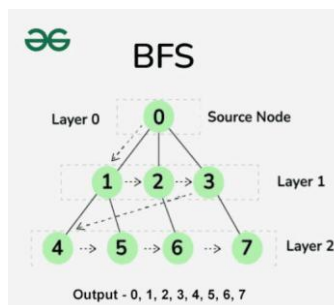 BFS
Layer 0
0
Source Node
1
2
3
Layer 1
4
5
6
7
Layer 2
Output - 0, 1, 2, 3, 4, 5, 6, 7